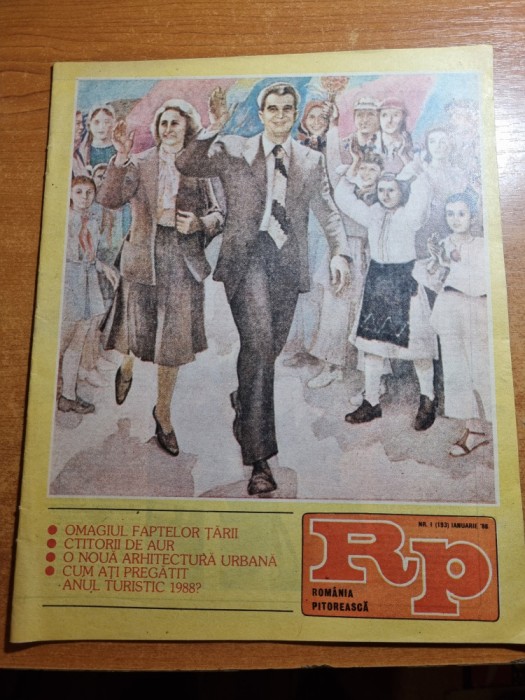 OMAGIUL FAPTELOR ȚĂRII
CTITORII DE AUR
O NOUĂ ARHITECTURĂ URBANĂ
CUM AȚI PREGĂTIT
ANUL TURISTIC 1988?
NR. 1 (193) IANUARIE '88
Rp
ROMÂNIA
PITOREASCĂ